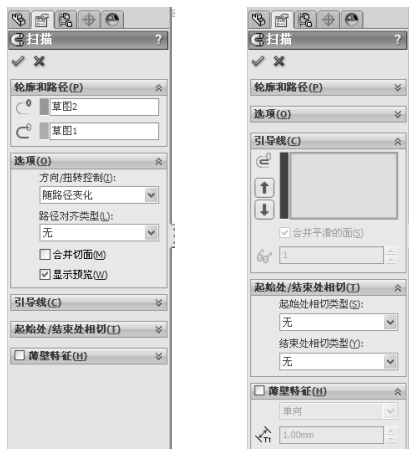 扫描
?
轮廓和路径(P)
草图2
草图1
选项(O)
方向/扭转控制(I):
随路径变化
路径对齐类型(L):
无
合并切面(M)
显示预览(W)
引导线(C)
起始处/结束处相切(T)
薄壁特征(H)
扫描
?
轮廓和路径(P)
选项(O)
引导线(C)
合并平滑的面(S)
1
起始处/结束处相切(T)
起始处相切类型(S):
无
结束处相切类型(Y):
无
薄壁特征(H)
单向
T1
1.00mm